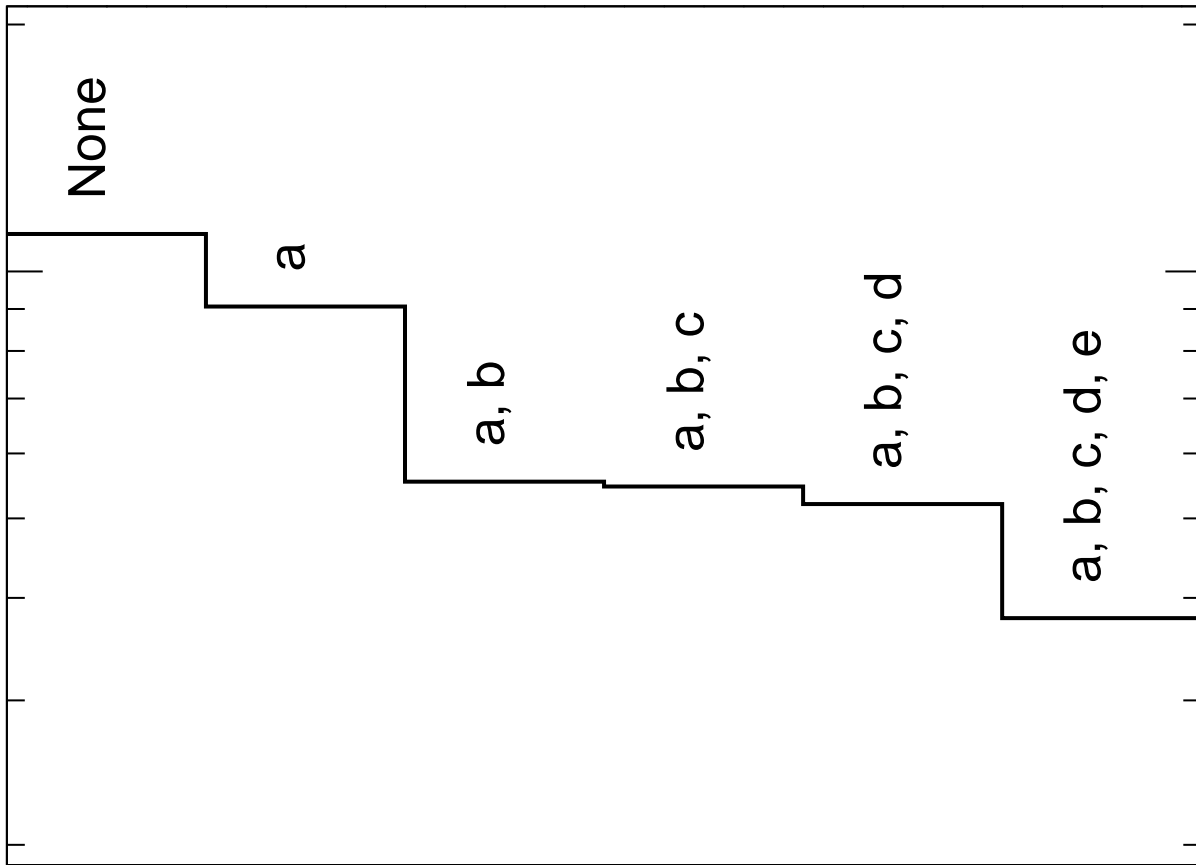 None
a
a, b
a, b, c
a, b, c, d
a, b, c, d, e